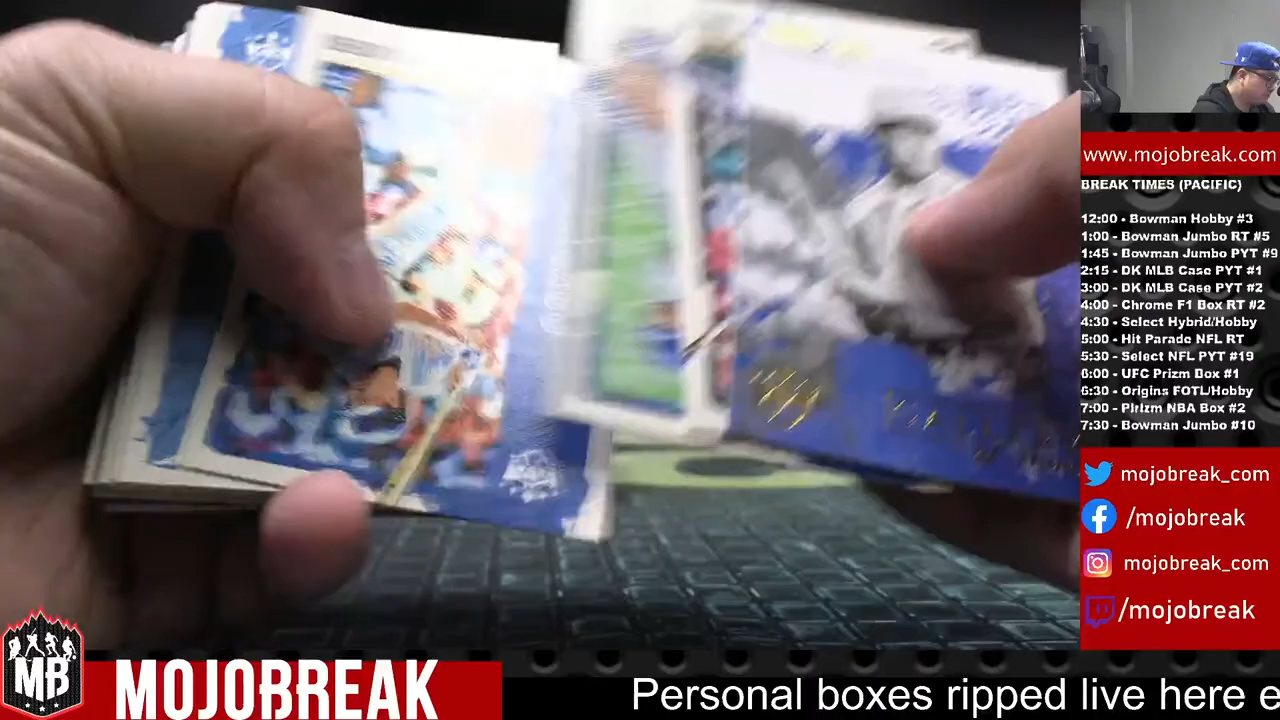 www.mojobreak.com
BREAK TIMES (PACIFIC)
12:00 • Bowman Hobby #3
1:00 - Bowman Jumbo RT #5
1:45 • Bowman Jumbo PYT #9
2:15 - DK MLB Case PYT #1
3:00 - DK MLB Case PYT #2
4:00 - Chrome F1 Box RT #2
4:30 - Select Hybrid/Hobby
5:00 - Hit Parade NFL RT
5:30 - Select NFL PYT #19
6:00 - UFC Prizm Box #1
6:30 - Origins FOTL/Hobby
7:00 - Plrizm NBA Box #2
7:30 - Bowman Jumbo #10
mojobreak_com
/mojobreak
mojobreak_com
/mojobreak
MB
MOJOBREAK
Personal boxes ripped live here e